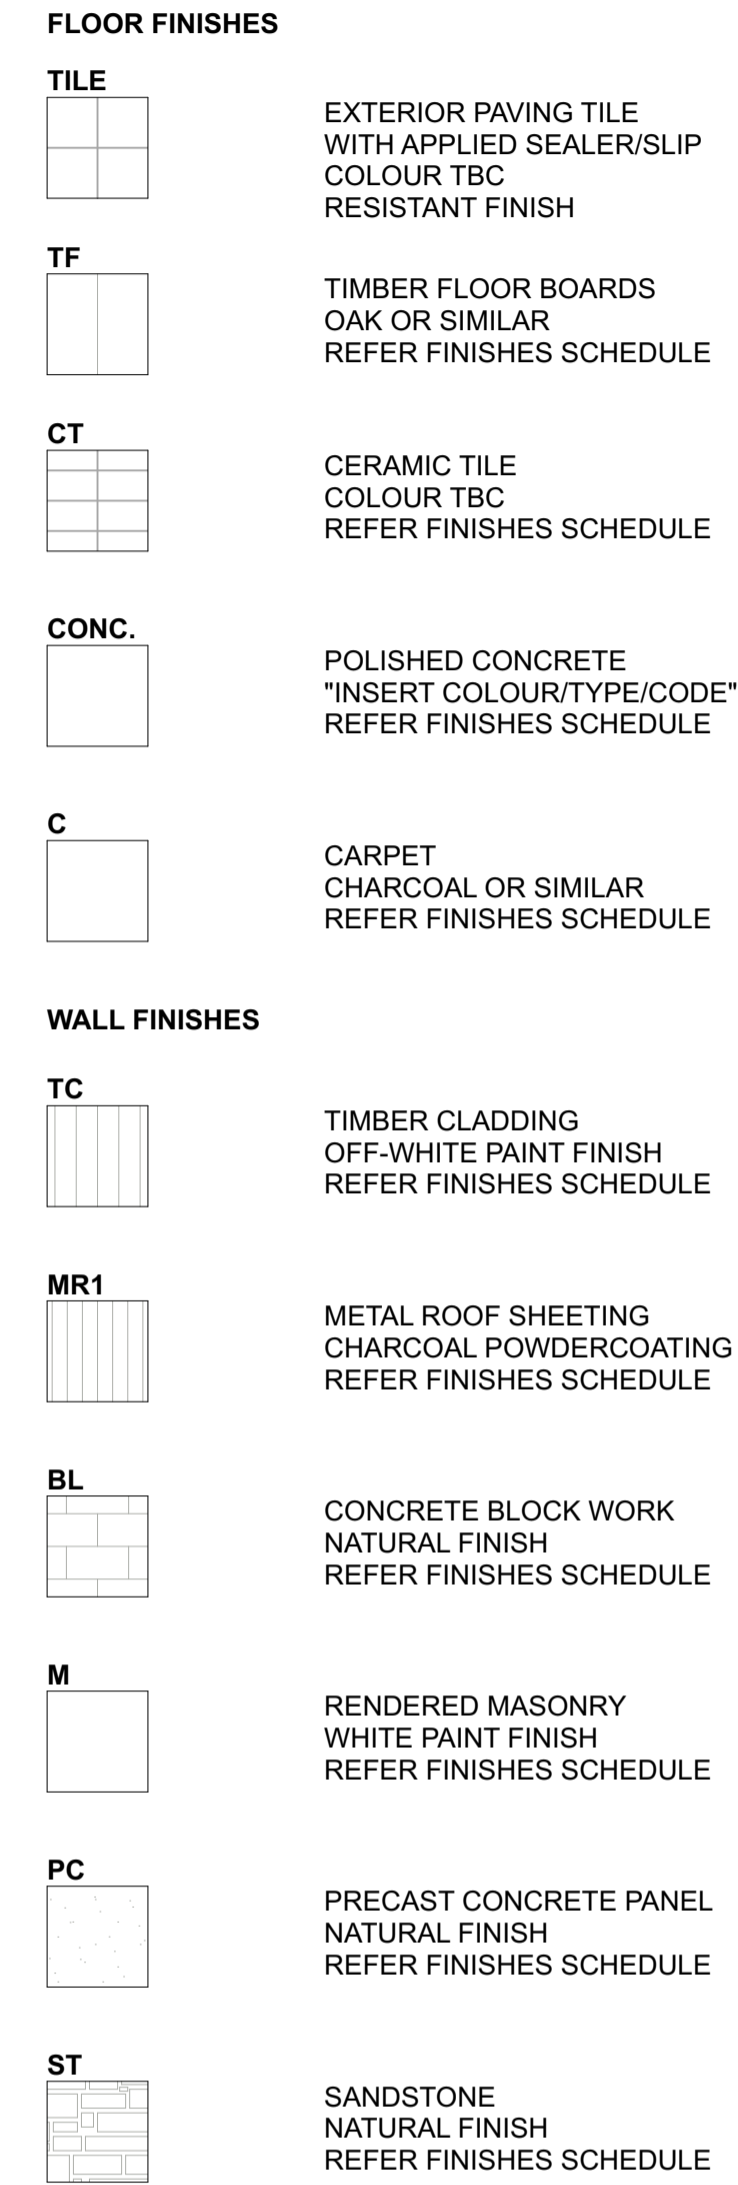 FLOOR FINISHES
TILE
EXTERIOR PAVING TILE
WITH APPLIED SEALER/SLIP
COLOUR TBC
RESISTANT FINISH
TF
TIMBER FLOOR BOARDS
OAK OR SIMILAR
REFER FINISHES SCHEDULE
CT
CERAMIC TILE
COLOUR TBC
REFER FINISHES SCHEDULE
CONC.
POLISHED CONCRETE
"INSERT COLOUR/TYPE/CODE"
REFER FINISHES SCHEDULE
C
CARPET
CHARCOAL OR SIMILAR
REFER FINISHES SCHEDULE
WALL FINISHES
TC
TIMBER CLADDING
OFF-WHITE PAINT FINISH
REFER FINISHES SCHEDULE
MR1
METAL ROOF SHEETING
CHARCOAL POWDERCOATING
REFER FINISHES SCHEDULE
BL
CONCRETE BLOCK WORK
NATURAL FINISH
REFER FINISHES SCHEDULE
M
RENDERED MASONRY
WHITE PAINT FINISH
REFER FINISHES SCHEDULE
PC
PRECAST CONCRETE PANEL
NATURAL FINISH
REFER FINISHES SCHEDULE
ST
SANDSTONE
NATURAL FINISH
REFER FINISHES SCHEDULE